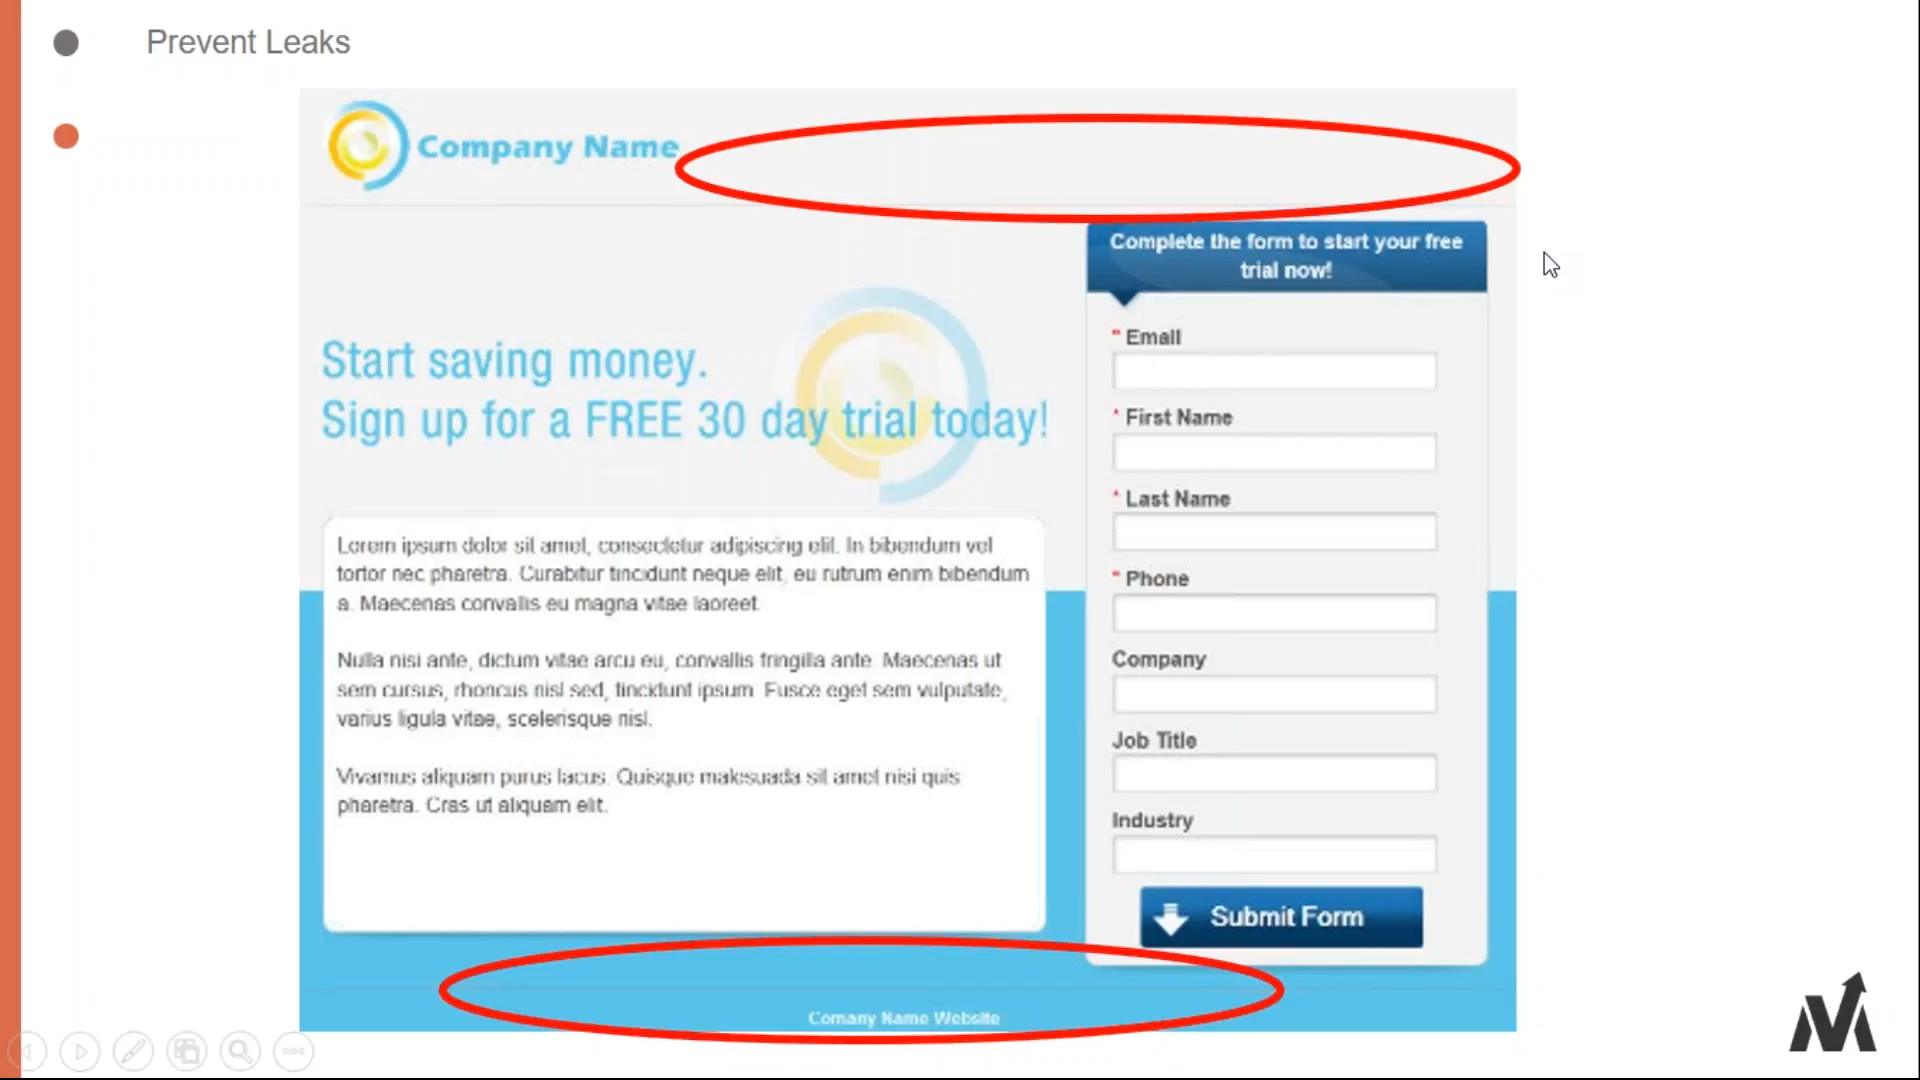 Prevent Leaks
Company Name
Complete the form to start your free
trial now!
Start saving money.
Sign up for a FREE 30 day trial today!
* Email
* First Name
* Last Name
* Phone
Company
Job Title
Industry
Submit Form
Lorem ipsum dolor sit amet, consectetur adipiscing elit. In bibendum vel
tortor nec pharetra. Curabitur tincidunt neque elit, eu rutrum enim bibendum
a. Maecenas convallis eu magna vitae laoreet.
Nulla nisi ante, dictum vitae arcu eu, convallis fringilla ante. Maecenas ut
sem cursus, rhoncus nisl sed, tincidunt ipsum. Fusce eget sem vulputate,
varius ligula vitae, scelerisque nisl.
Vivamus aliquam purus lacus. Quisque malesuada sit amet nisi quis
pharetra. Cras ut aliquam elit.
Comany Name Website